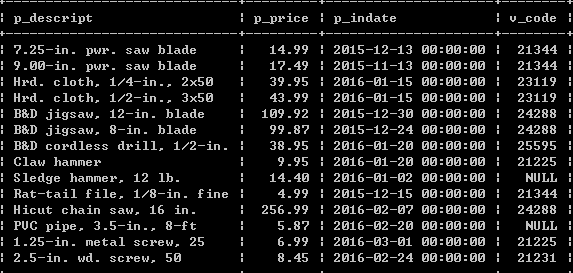 p_descript p_price p_indate v_code
7.25-in. pwr. saw blade 14.99 2015-12-13 00:00:00 21344
9.00-in. pwr. saw blade 17.49 2015-11-13 00:00:00 21344
Hrd. cloth, 1/4-in., 2x50 39.95 2016-01-15 00:00:00 23119
Hrd. cloth, 1/2-in., 3x50 43.99 2016-01-15 00:00:00 23119
B&D jigsaw, 12-in. blade 109.92 2015-12-30 00:00:00 24288
B&D jigsaw, 8-in. blade 99.87 2015-12-24 00:00:00 24288
B&D cordless drill, 1/2-in. 38.95 2016-01-20 00:00:00 25595
Claw hammer 9.95 2016-01-20 00:00:00 21225
Sledge hammer, 12 lb. 14.40 2016-01-02 00:00:00 NULL
Rat-tail file, 1/8-in. fine 4.99 2015-12-15 00:00:00 21344
Hicut chain saw, 16 in. 256.99 2016-02-07 00:00:00 24288
PVC pipe, 3.5-in., 8-ft 5.87 2016-02-20 00:00:00 NULL
1.25-in. metal screw, 25 6.99 2016-03-01 00:00:00 21225
2.5-in. wd. screw, 50 8.45 2016-02-24 00:00:00 21231